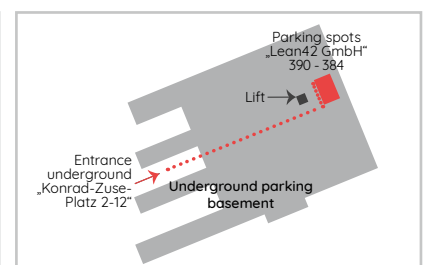 Parking spots
„Lean42 GmbH“
390 - 384
Lift
Entrance
underground
„Konrad-Zuse-
Platz 2-12“
Underground parking
basement